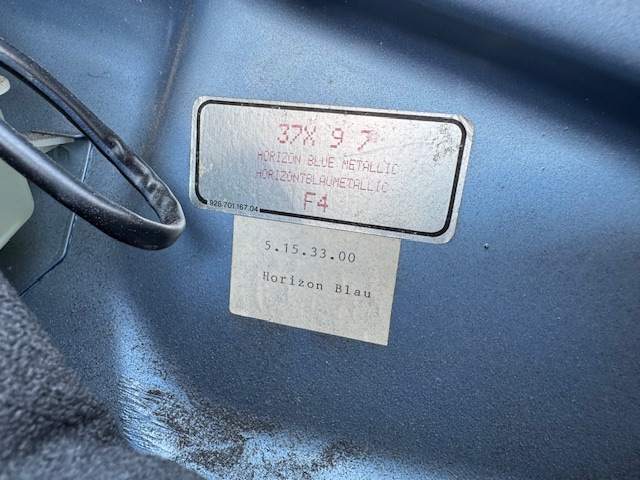 37X 9 7
HORIZON BLUE METALLIC
HORIZONTBLAUMETALLIC
F4
928.701.167.04
5.15.33.00
Horizon Blau